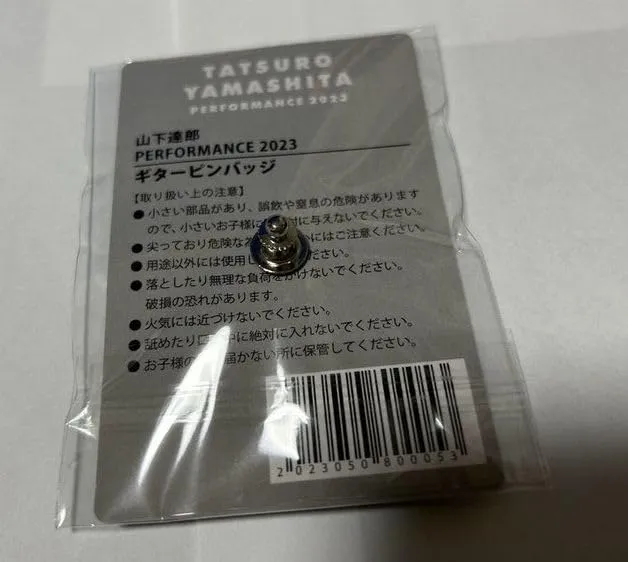 TATSURO
YAMASHITA
PERFORMANCE 2023
山下達郎
PERFORMANCE 2023
ギターピンバッジ
【取り扱い上の注意】
● 小さい部品があり、誤飲や窒息の危険があります
ので、小さいお子様に 対に与えないでください。
● 尖っており危険な為 いにはご注意ください。
● 用途以外には使用し ださい。
● 落としたり無理な負荷をかけないでください。
破損の恐れがあります。
● 火気には近づけないでください。
● 舐めたり口 中に絶対に入れないでください。
● お子様の 届かない所に保管してください。
2023050800053